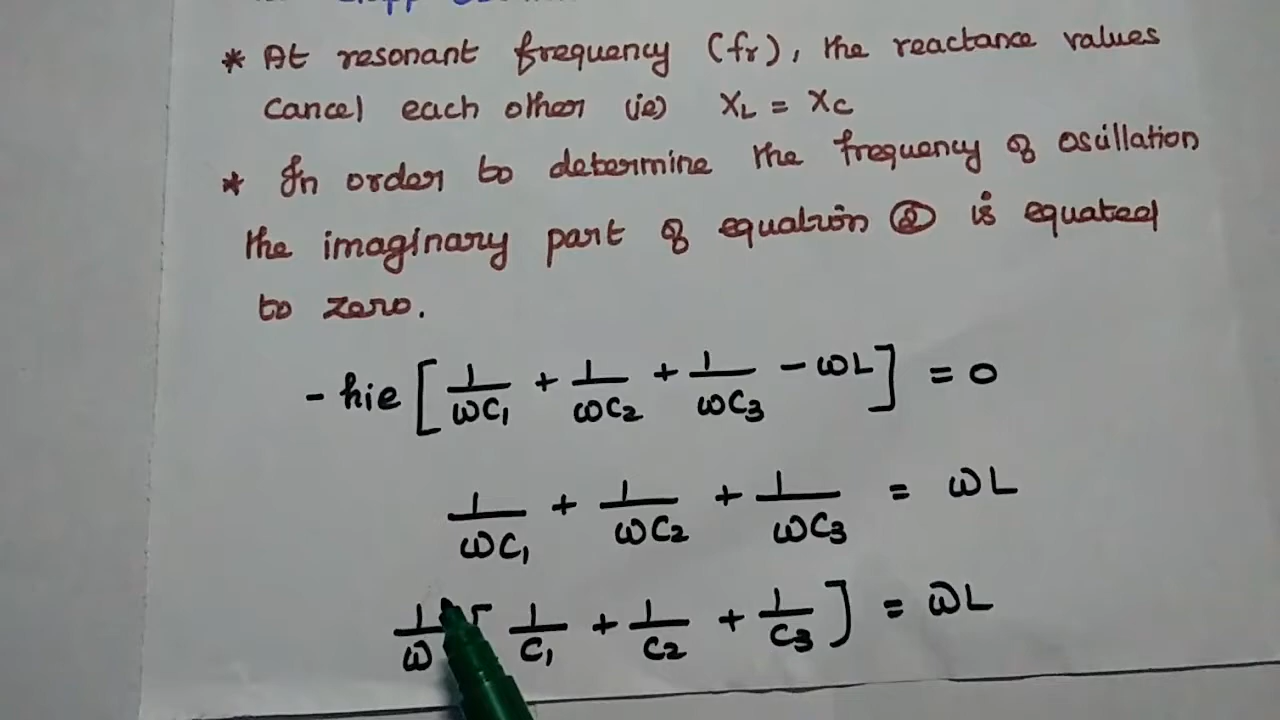 * At resonant frequency (fr), the reactance values
cancel each other (ie) XL = XC
* In order to determine the frequency of oscillation
the imaginary part of equation ② is equated
to zero.
- hie [ 1/ωC1 + 1/ωC2 + 1/ωC3 - ωL ] = 0
1/ωC1 + 1/ωC2 + 1/ωC3 = ωL
1/ω [ 1/C1 + 1/C2 + 1/C3 ] = ωL